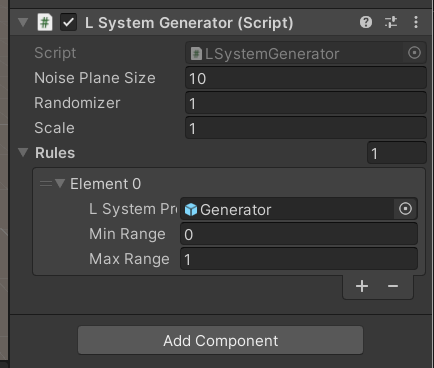 L System Generator (Script)
Script LSystemGenerator
Noise Plane Size 10
Randomizer 1
Scale 1
Rules 1
Element 0
L System Pr Generator
Min Range 0
Max Range 1
+ −
Add Component